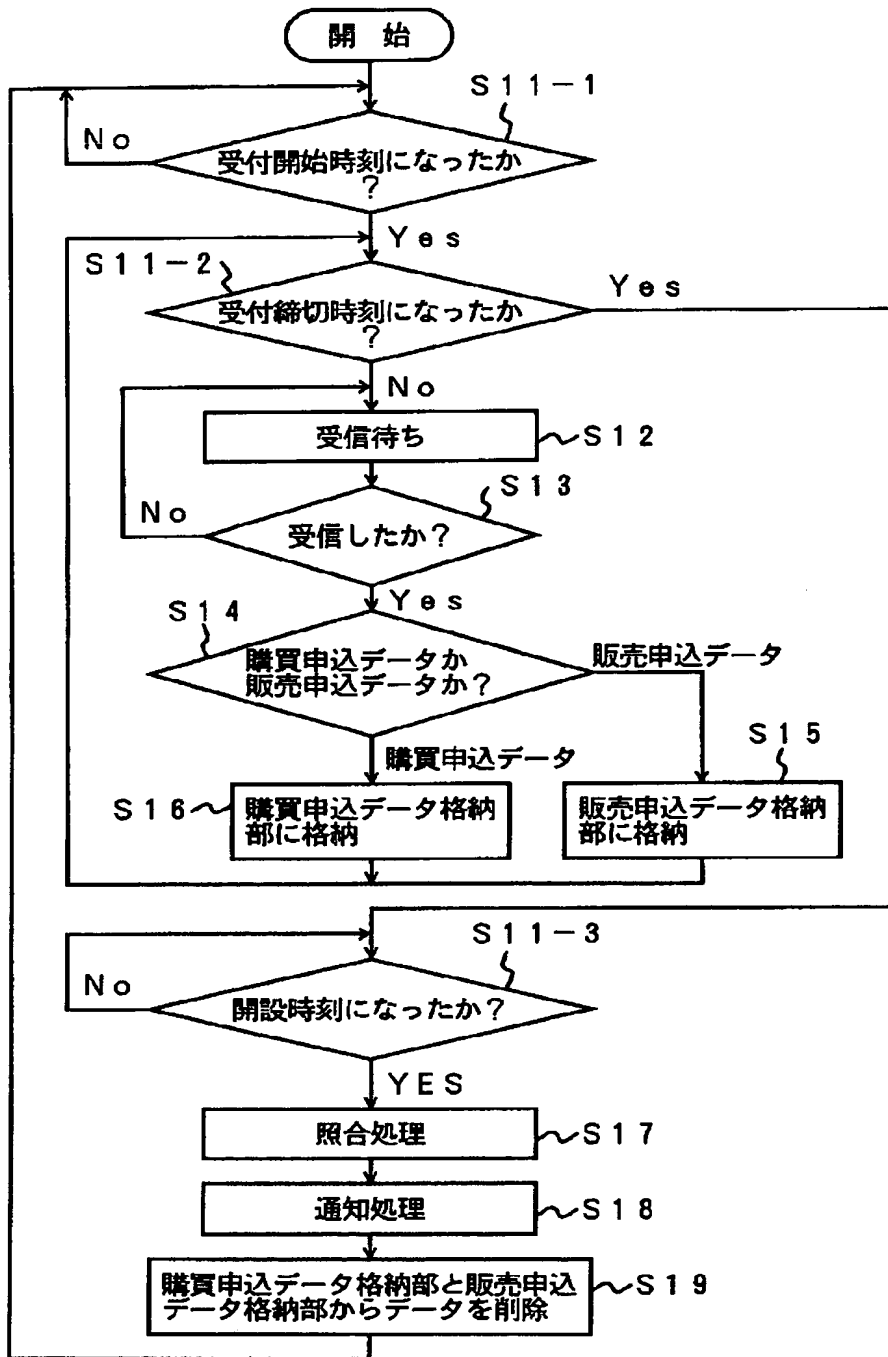 開 始
S11-1
No
受付開始時刻になったか
?
Yes
S11-2
Yes
受付締切時刻になったか
?
No
受信待ち
S12
S13
No
受信したか?
Yes
S14
購買申込データか
販売申込データか?
販売申込データ
購買申込データ
S15
S16
購買申込データ格納
部に格納
販売申込データ格納
部に格納
S11-3
No
開設時刻になったか?
YES
照合処理
S17
通知処理
S18
購買申込データ格納部と販売申込
データ格納部からデータを削除
S19